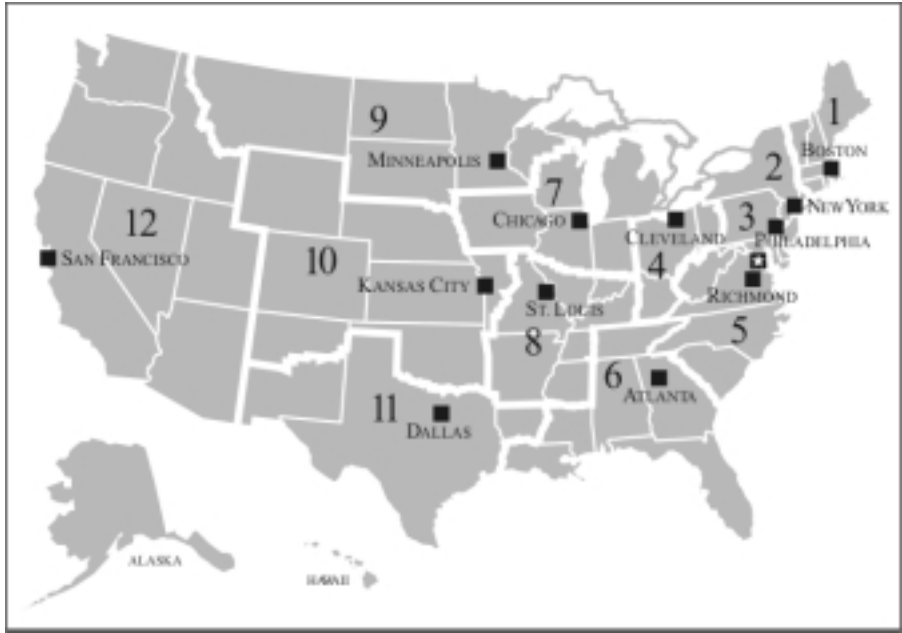 1
BOSTON
9
2
MINNEAPOLIS
7
NEW YORK
3
CHICAGO
12
CLEVELAND
PHILADELPHIA
SAN FRANCISCO
10
4
KANSAS CITY
ST. LOUIS
RICHMOND
5
8
6
ATLANTA
11
DALLAS
ALASKA
HAWAII